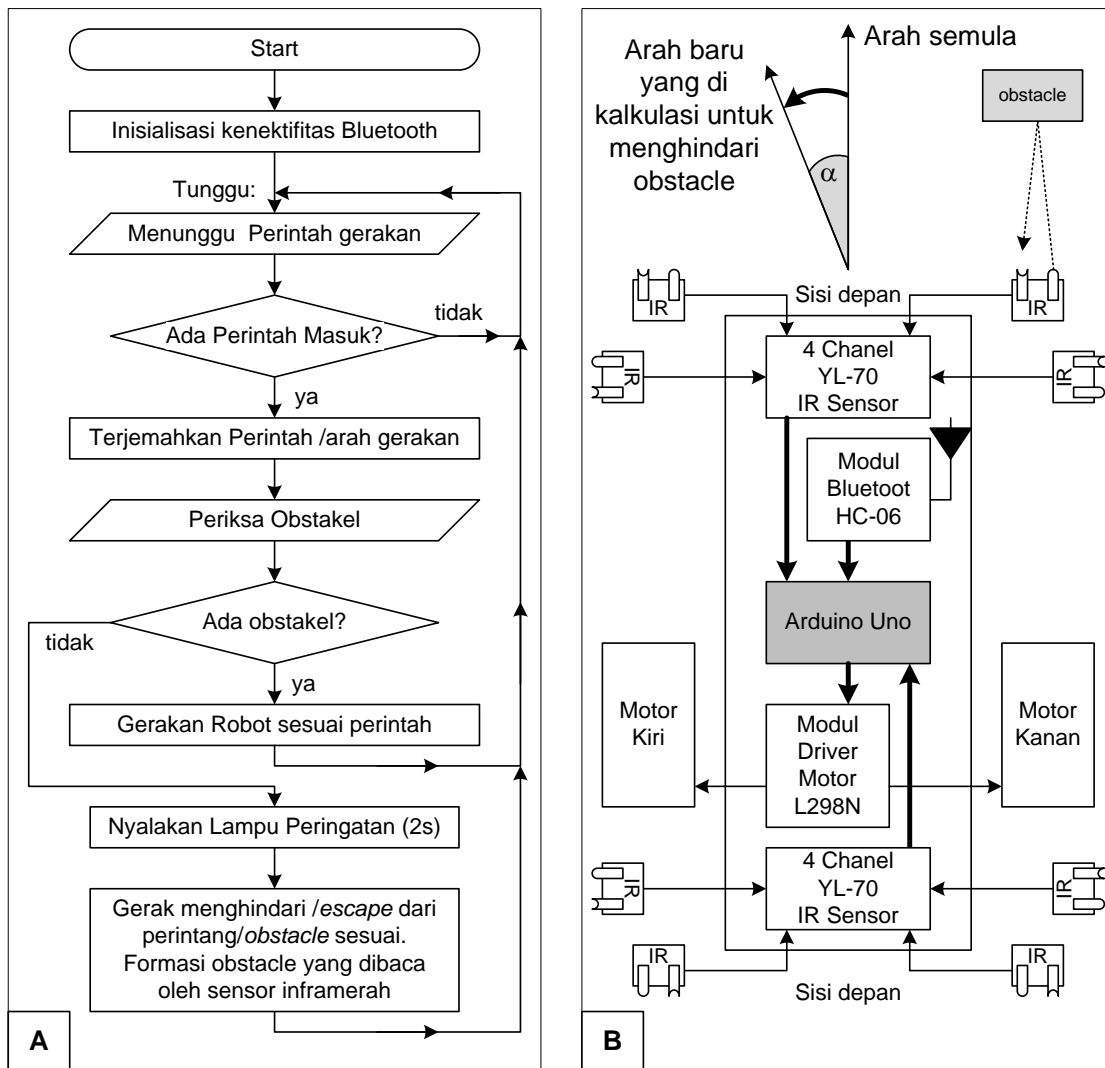 Start
Inisialisasi kenektifitas Bluetooth
Tunggu:
Menunggu Perintah gerakan
Ada Perintah Masuk?
tidak
ya
Terjemahkan Perintah /arah gerakan
Periksa Obstakel
Ada obstakel?
tidak
ya
Gerakan Robot sesuai perintah
Nyalakan Lampu Peringatan (2s)
Gerak menghindari /escape dari
perintang/obstacle sesuai.
Formasi obstacle yang dibaca
oleh sensor inframerah
A
Arah baru
yang di
kalkulasi untuk
menghindari
obstacle
Arah semula
obstacle
α
IR
Sisi depan
IR
IR
4 Chanel
YL-70
IR Sensor
IR
Modul
Bluetoot
HC-06
Arduino Uno
Motor
Kiri
Modul
Driver
Motor
L298N
Motor
Kanan
IR
4 Chanel
YL-70
IR Sensor
IR
IR
Sisi depan
IR
B